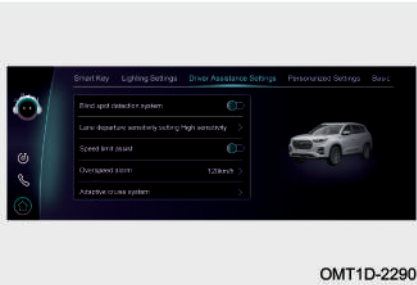 Smart Key Lighting Settings Driver Assistance Settings Personalized Settings Basic
Blind spot detection system
Lane departure sensitivity setting High sensitivity >
Speed limit assist
Overspeed alarm 120km/h >
Adaptive cruise system >
OMT1D-2290